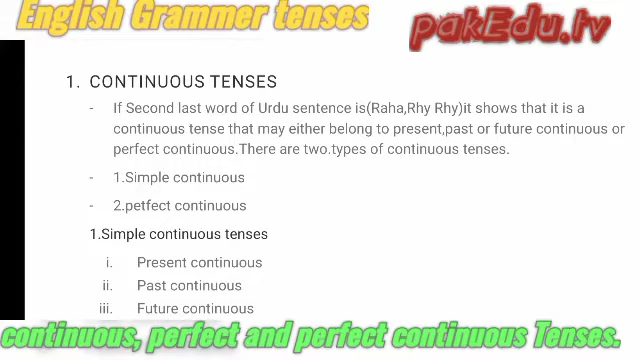 English Grammer tenses
pakEdu.tv
1. CONTINUOUS TENSES
- If Second last word of Urdu sentence is(Raha,Rhy Rhy)it shows that it is a
continuous tense that may either belong to present,past or future continuous or
perfect continuous.There are two.types of continuous tenses.
- 1.Simple continuous
- 2.petfect continuous
1.Simple continuous tenses
i. Present continuous
ii. Past continuous
iii. Future continuous
continuous, perfect and perfect continuous Tenses.